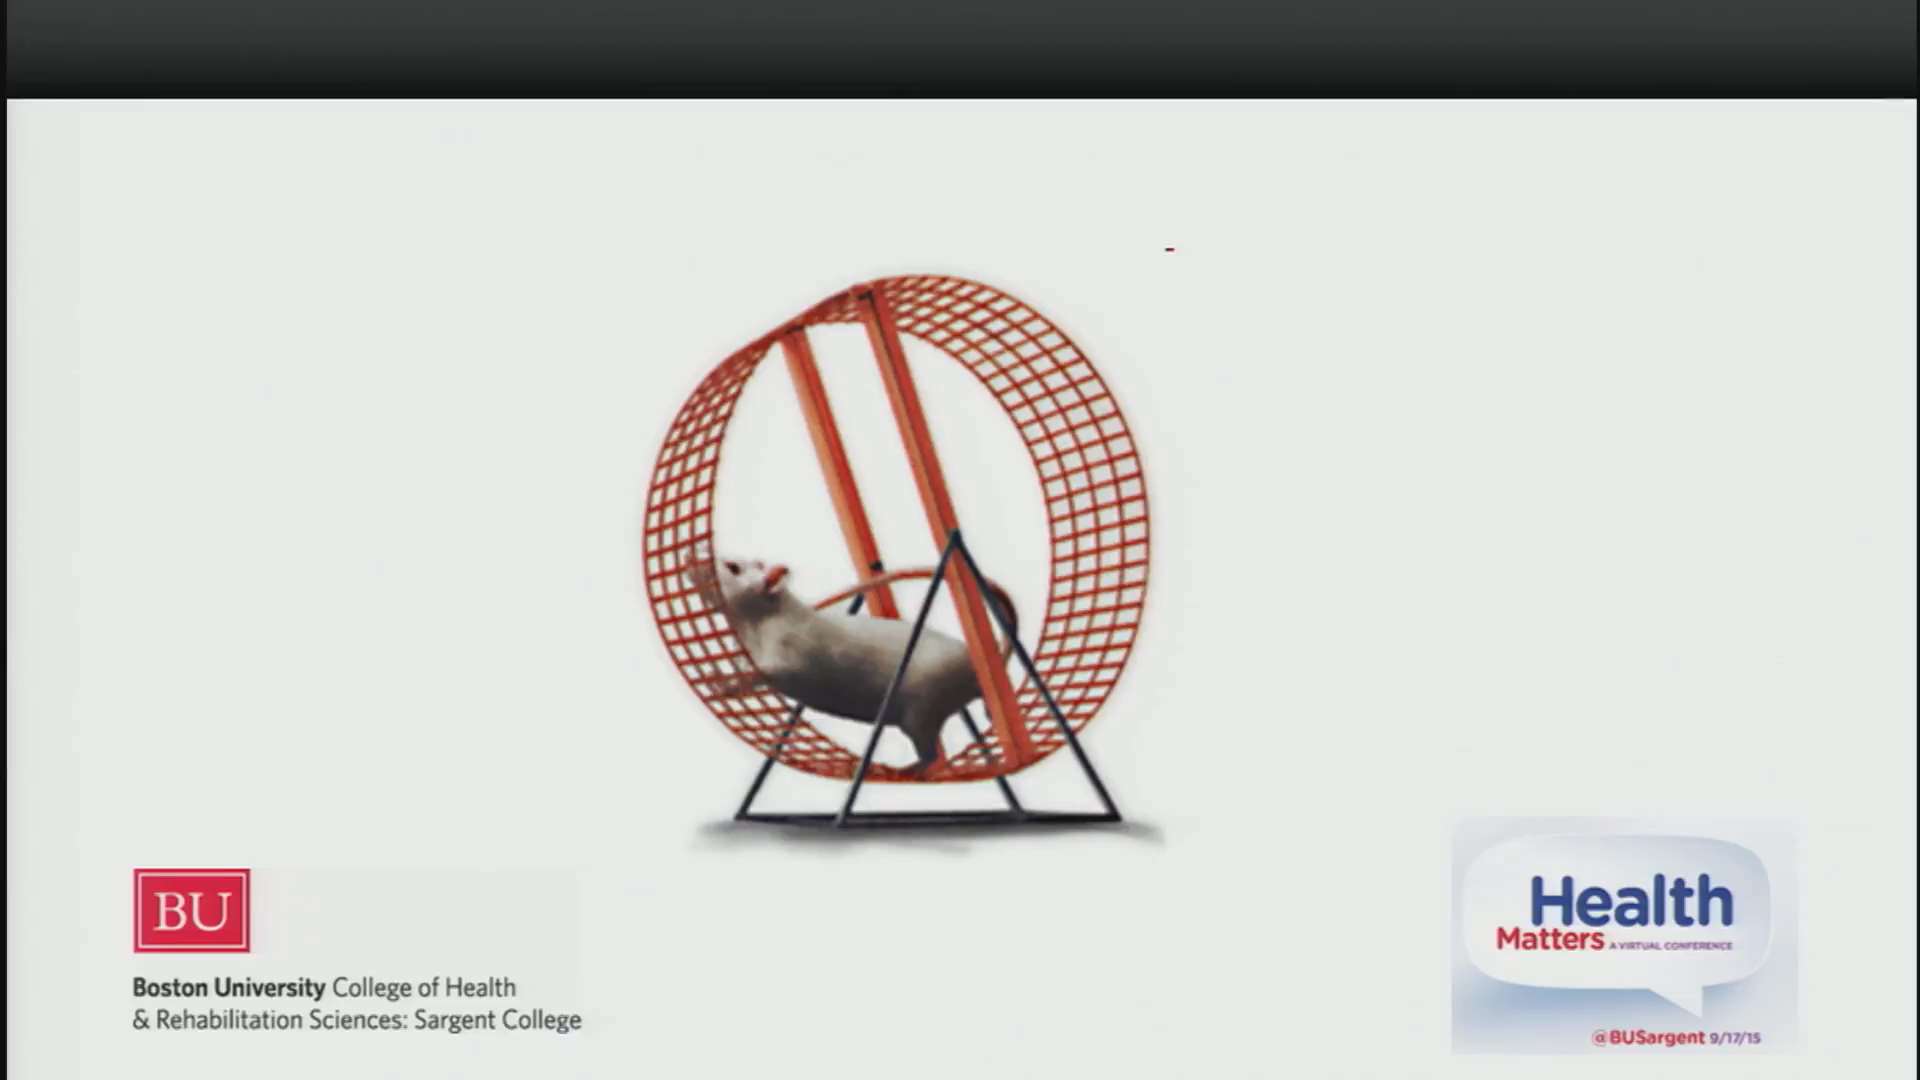 BU
Boston University College of Health
& Rehabilitation Sciences: Sargent College
Health
Matters A VIRTUAL CONFERENCE
@BUSargent 9/17/15